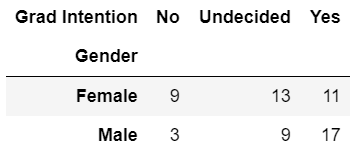 Grad Intention No Undecided Yes
Gender
Female 9 13 11
Male 3 9 17